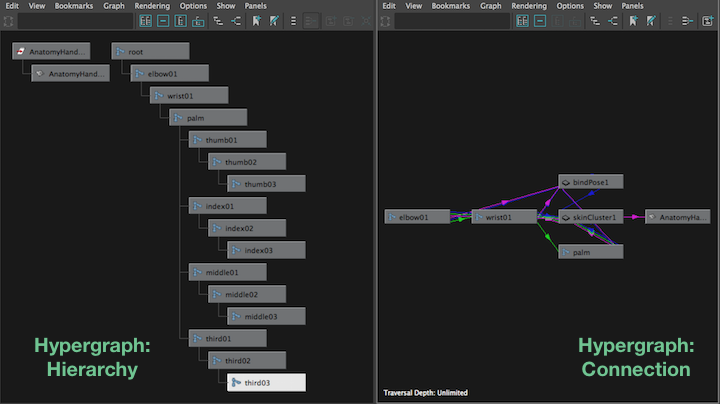 Edit View Bookmarks Graph Rendering Options Show Panels
AnatomyHand... root
AnatomyHand... elbow01
wrist01
palm
thumb01
thumb02
thumb03
index01
index02
index03
middle01
middle02
middle03
third01
third02
third03
Hypergraph:
Hierarchy
Edit View Bookmarks Graph Rendering Options Show Panels
bindPose1
elbow01 wrist01 skinCluster1 AnatomyHa...
palm
Hypergraph:
Connection
Traversal Depth: Unlimited